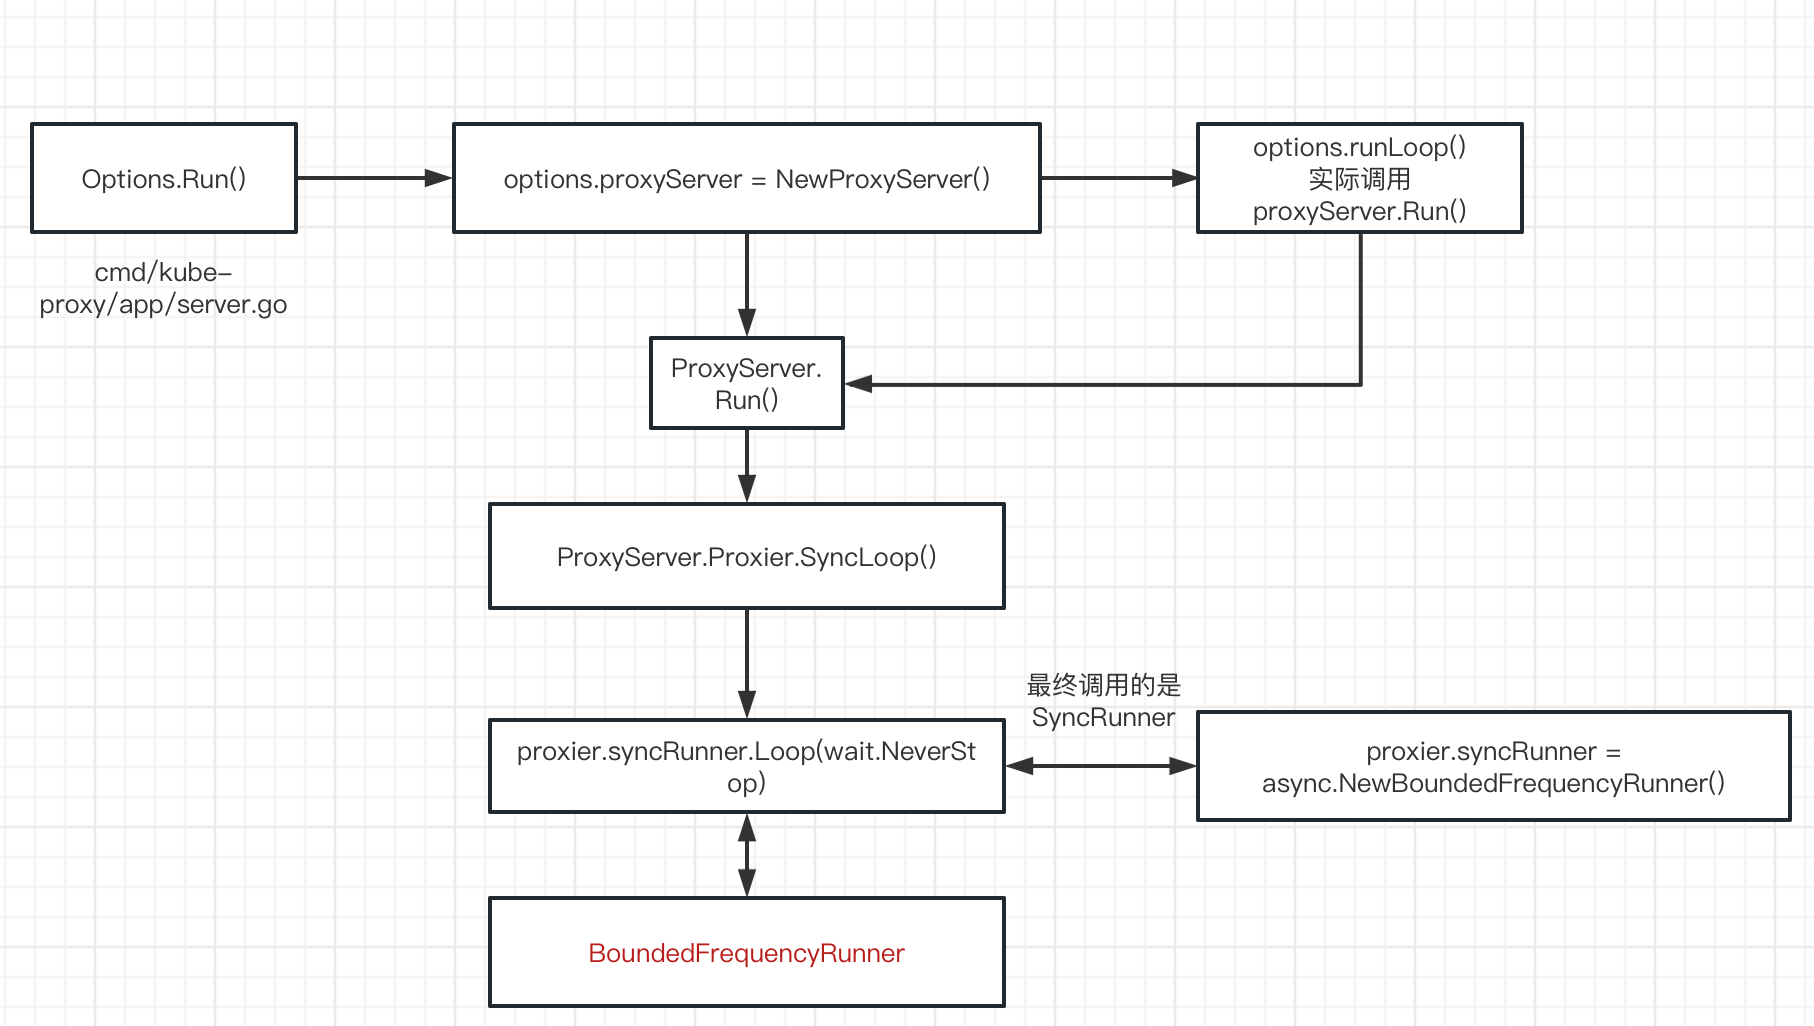 Options.Run()
options.proxyServer = NewProxyServer()
options.runLoop()
实际调用
proxyServer.Run()
cmd/kube-
proxy/app/server.go
ProxyServer.
Run()
ProxyServer.Proxier.SyncLoop()
最终调用的是
SyncRunner
proxier.syncRunner.Loop(wait.NeverSt
op)
proxier.syncRunner =
async.NewBoundedFrequencyRunner()
BoundedFrequencyRunner